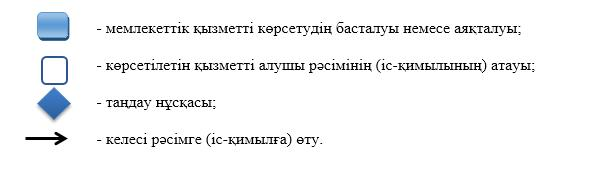 - мемлекеттік қызметті көрсетудің басталуы немесе аяқталуы;
- көрсетілетін қызметті алушы рәсімінің (іс-қимылының) атауы;
- таңдау нұсқасы;
- келесі рәсімге (іс-қимылға) өту.